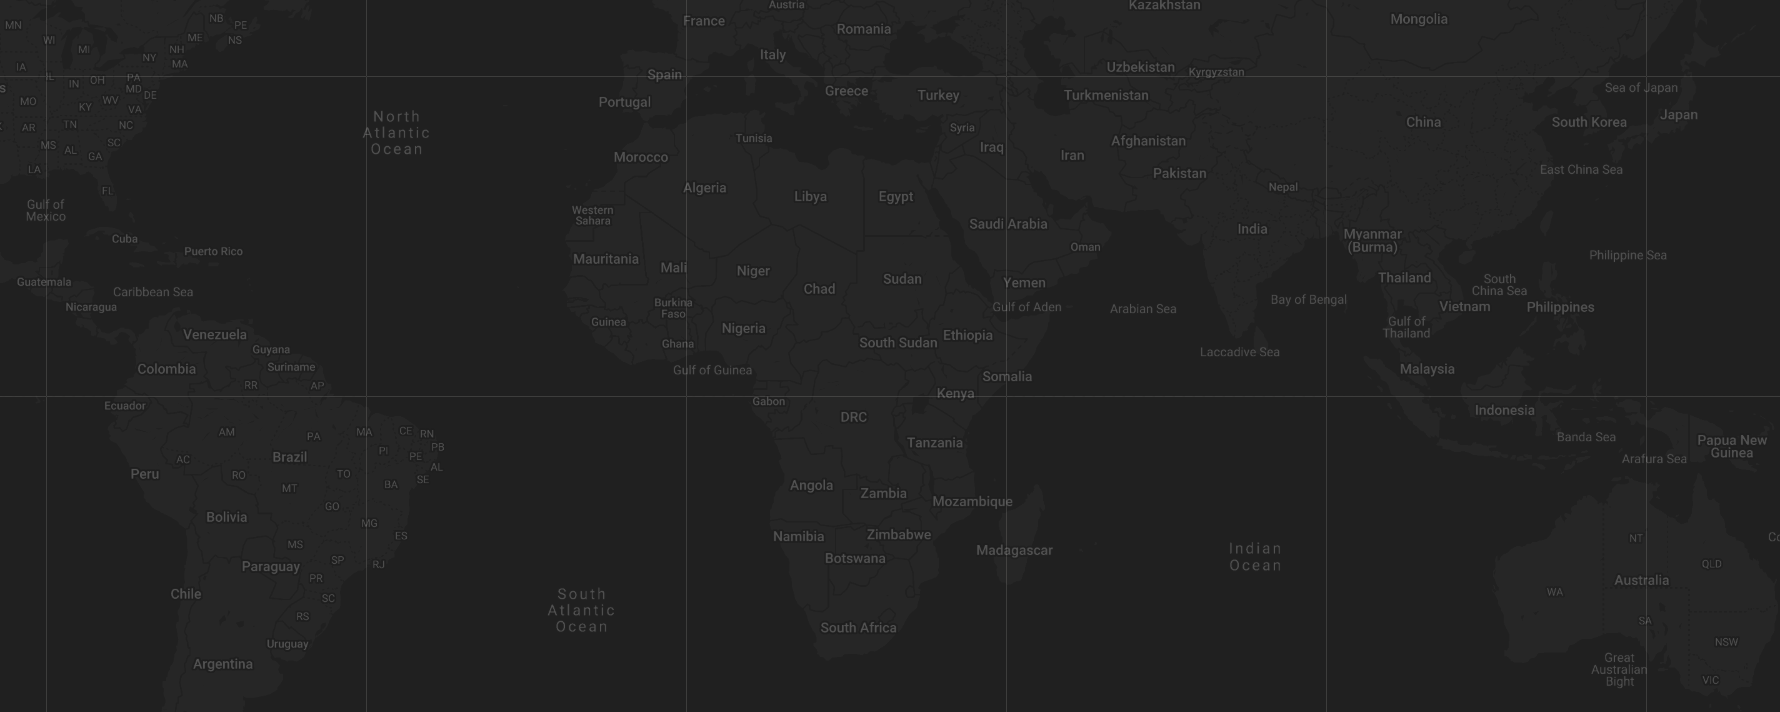 Austria
Kazakhstan
MN
NB
PE
France
Romania
Mongolia
WI
ME
NS
MI
NH
NY
MA
Italy
IA
IL
IN
OH
PA
Spain
Uzbekistan
Kyrgyzstan
s
MD
DE
Greece
Turkey
Turkmenistan
Sea of Japan
MO
KY
WV
VA
Portugal
North
Atlantic
Ocean
China
South Korea
Japan
AR
TN
NC
Syria
Tunisia
MS
AL
GA
SC
Iraq
Iran
Afghanistan
Morocco
LA
Pakistan
East China Sea
FL
Algeria
Libya
Egypt
Nepal
Gulf of
Mexico
Western
Sahara
Saudi Arabia
India
Myanmar
(Burma)
Cuba
Puerto Rico
Oman
Philippine Sea
Mauritania
Mali
Niger
Chad
Sudan
Yemen
Thailand
South
China Sea
Guatemala
Caribbean Sea
Nicaragua
Burkina
Faso
Gulf of Aden
Arabian Sea
Bay of Bengal
Vietnam
Philippines
Guinea
Nigeria
Gulf of
Thailand
Venezuela
Ghana
South Sudan
Ethiopia
Guyana
Laccadive Sea
Colombia
Suriname
Gulf of Guinea
Somalia
Malaysia
RR
AP
Kenya
Ecuador
Gabon
DRC
Indonesia
AM
PA
MA
CE
RN
Banda Sea
Papua New
Guinea
PI
PB
PE
Tanzania
AC
Brazil
Arafura Sea
Peru
RO
TO
AL
MT
BA
SE
Angola
Zambia
Mozambique
GO
Bolivia
MG
ES
Namibia
Zimbabwe
NT
Co
MS
Botswana
Madagascar
Indian
Ocean
Paraguay
SP
RJ
QLD
PR
Australia
Chile
SC
WA
South
Atlantic
Ocean
RS
SA
South Africa
Uruguay
NSW
Argentina
Great
Australian
Bight
VIC